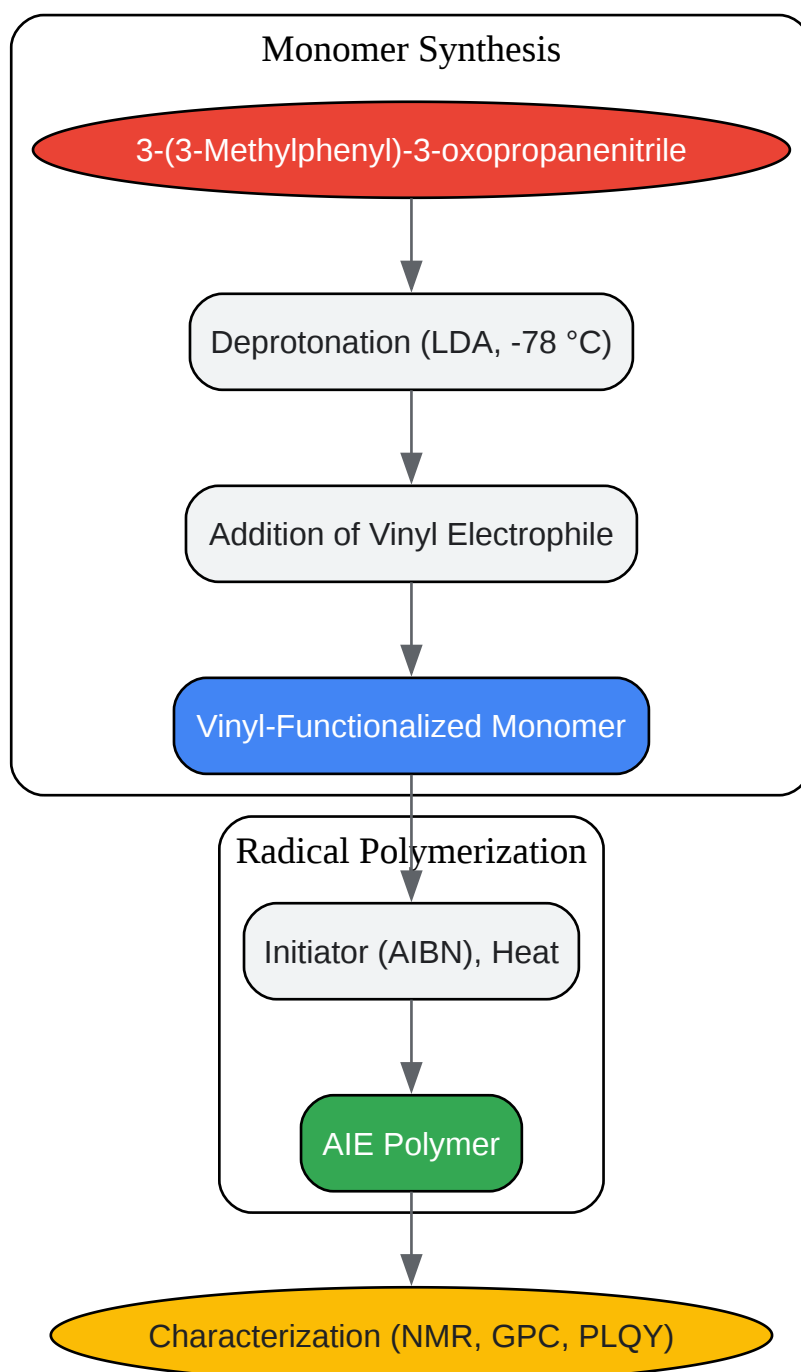 Monomer Synthesis
3-(3-Methylphenyl)-3-oxopropanenitrile
Deprotonation (LDA, -78 °C)
Addition of Vinyl Electrophile
Vinyl-Functionalized Monomer
Radical Polymerization
Initiator (AIBN), Heat
AIE Polymer
Characterization (NMR, GPC, PLQY)